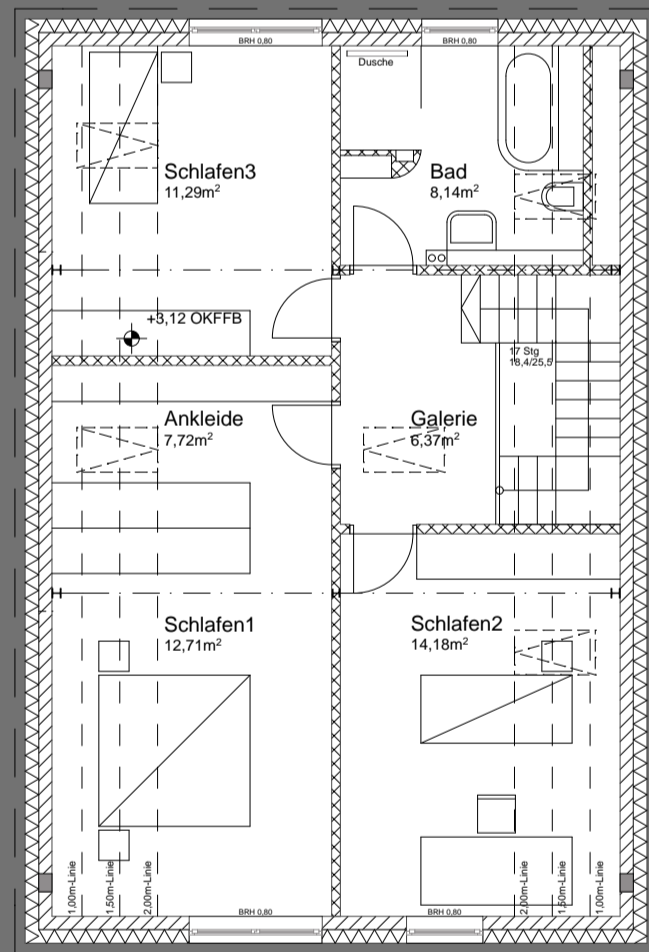 BRH 0,80
BRH 0,80
Dusche
Schlafen3
11,29m²
Bad
8,14m²
+3,12 OKFFB
17 Stg
18,4/25,5
Ankleide
7,72m²
Galerie
6,37m²
Schlafen1
12,71m²
Schlafen2
14,18m²
1,00m-Linie
1,50m-Linie
2,00m-Linie
2,00m-Linie
1,50m-Linie
1,00m-Linie
BRH 0,80
BRH 0,80